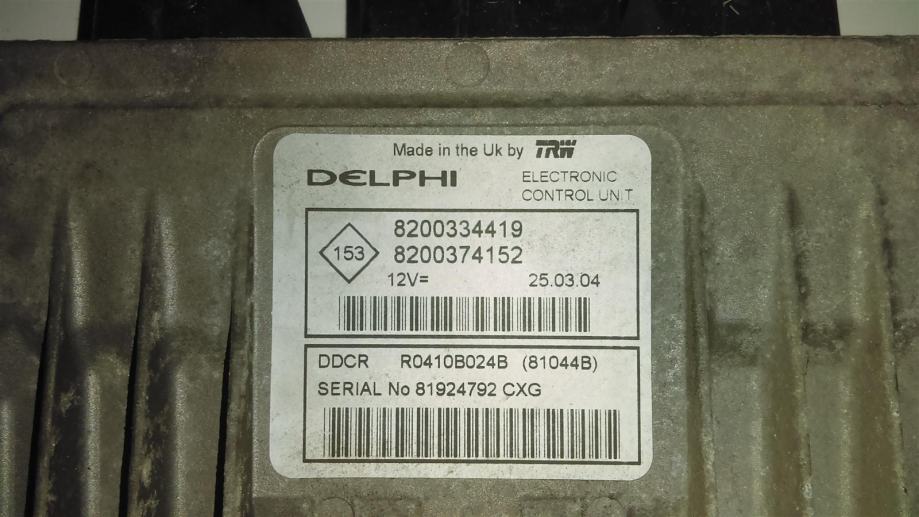 Made in the Uk by TRW
DELPHI
ELECTRONIC
CONTROL UNIT
153
8200334419
8200374152
12V=
25.03.04
DDCR R0410B024B (81044B)
SERIAL No 81924792 CXG